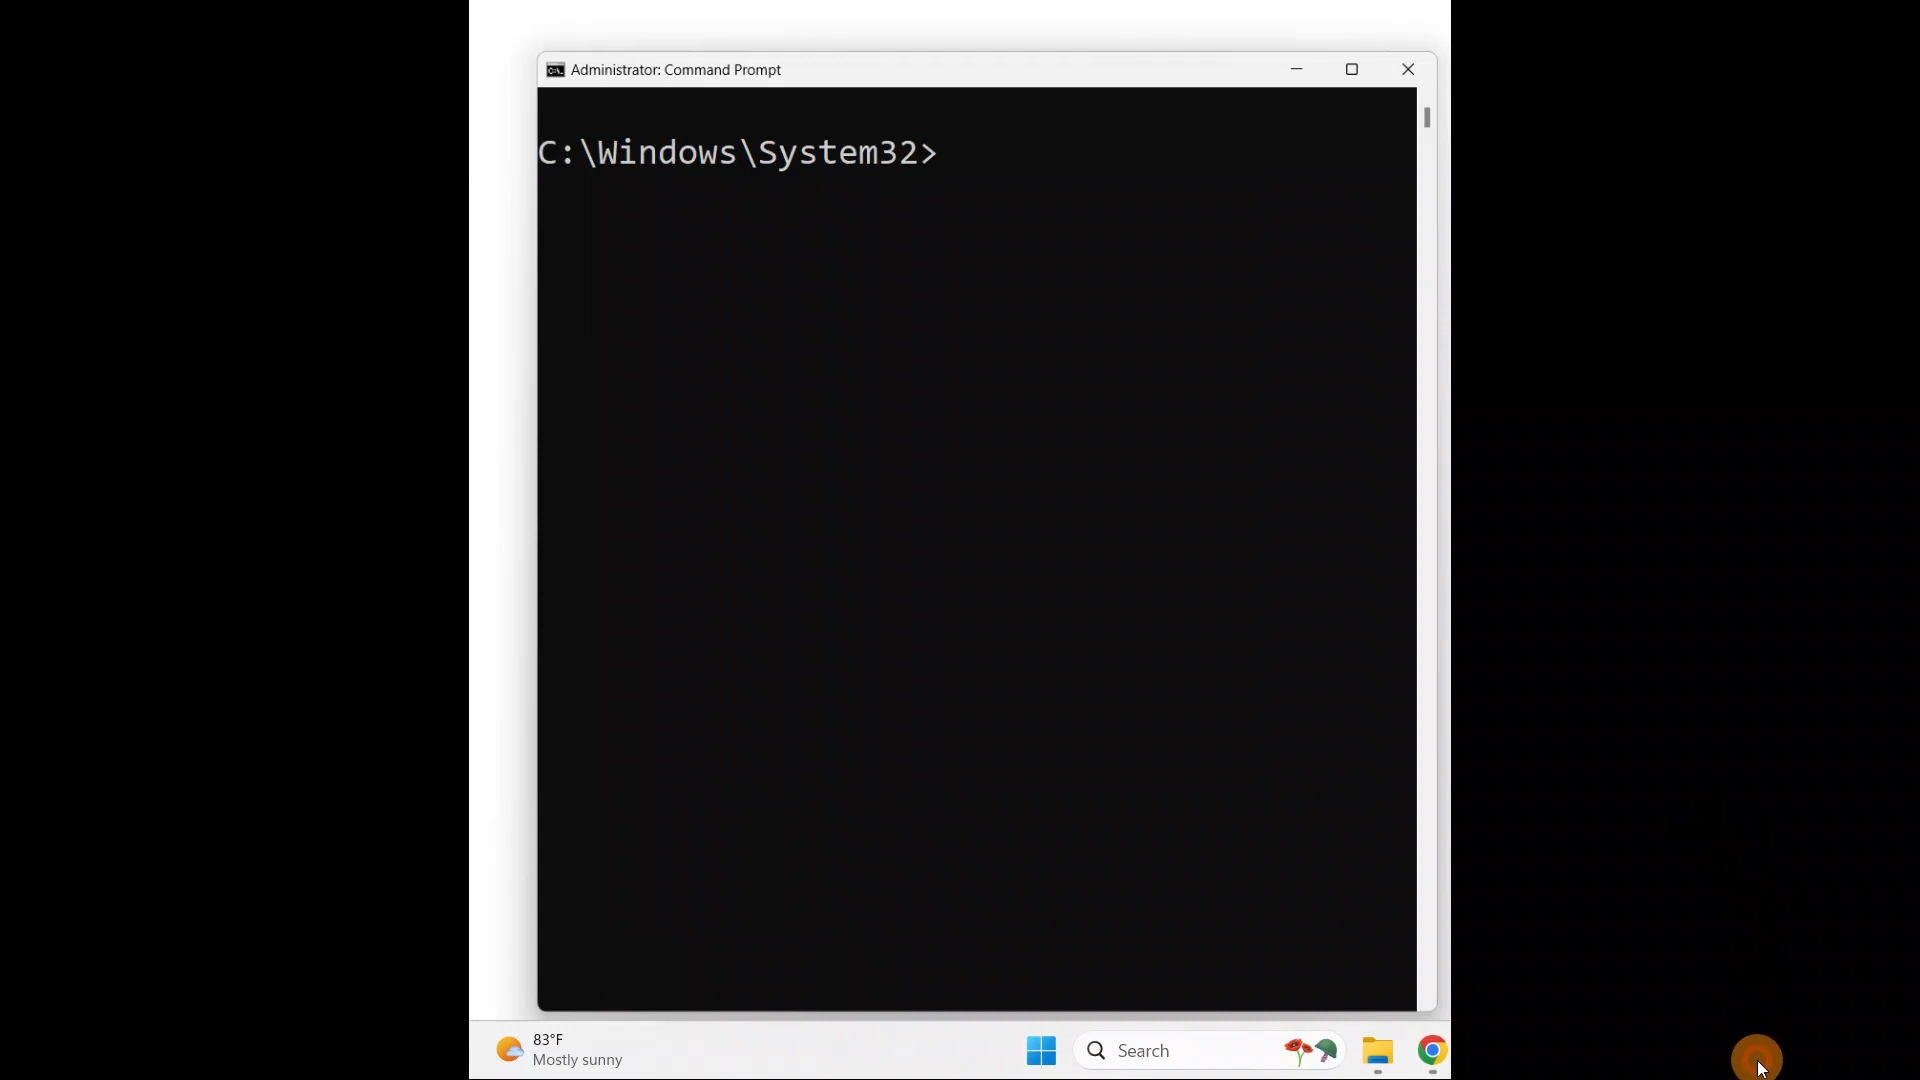 Administrator: Command Prompt
C:\Windows\System32>
83°F
Mostly sunny
Search